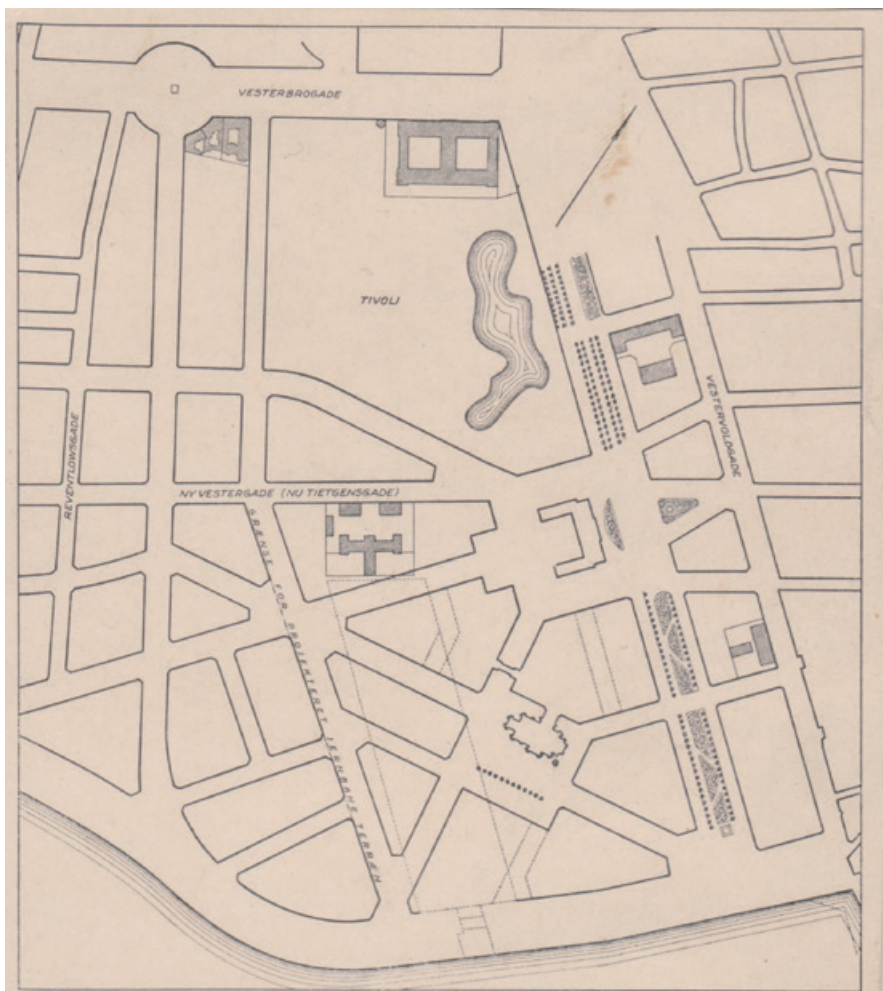 VESTERBROGADE
TIVOLI
VESTERVOLDGADE
REVENTLOWSGADE
NY VESTERGADE (NU TIETGENSGADE)
GRÆNSE FOR PROJEKTERET JERNBANE TERRÆN